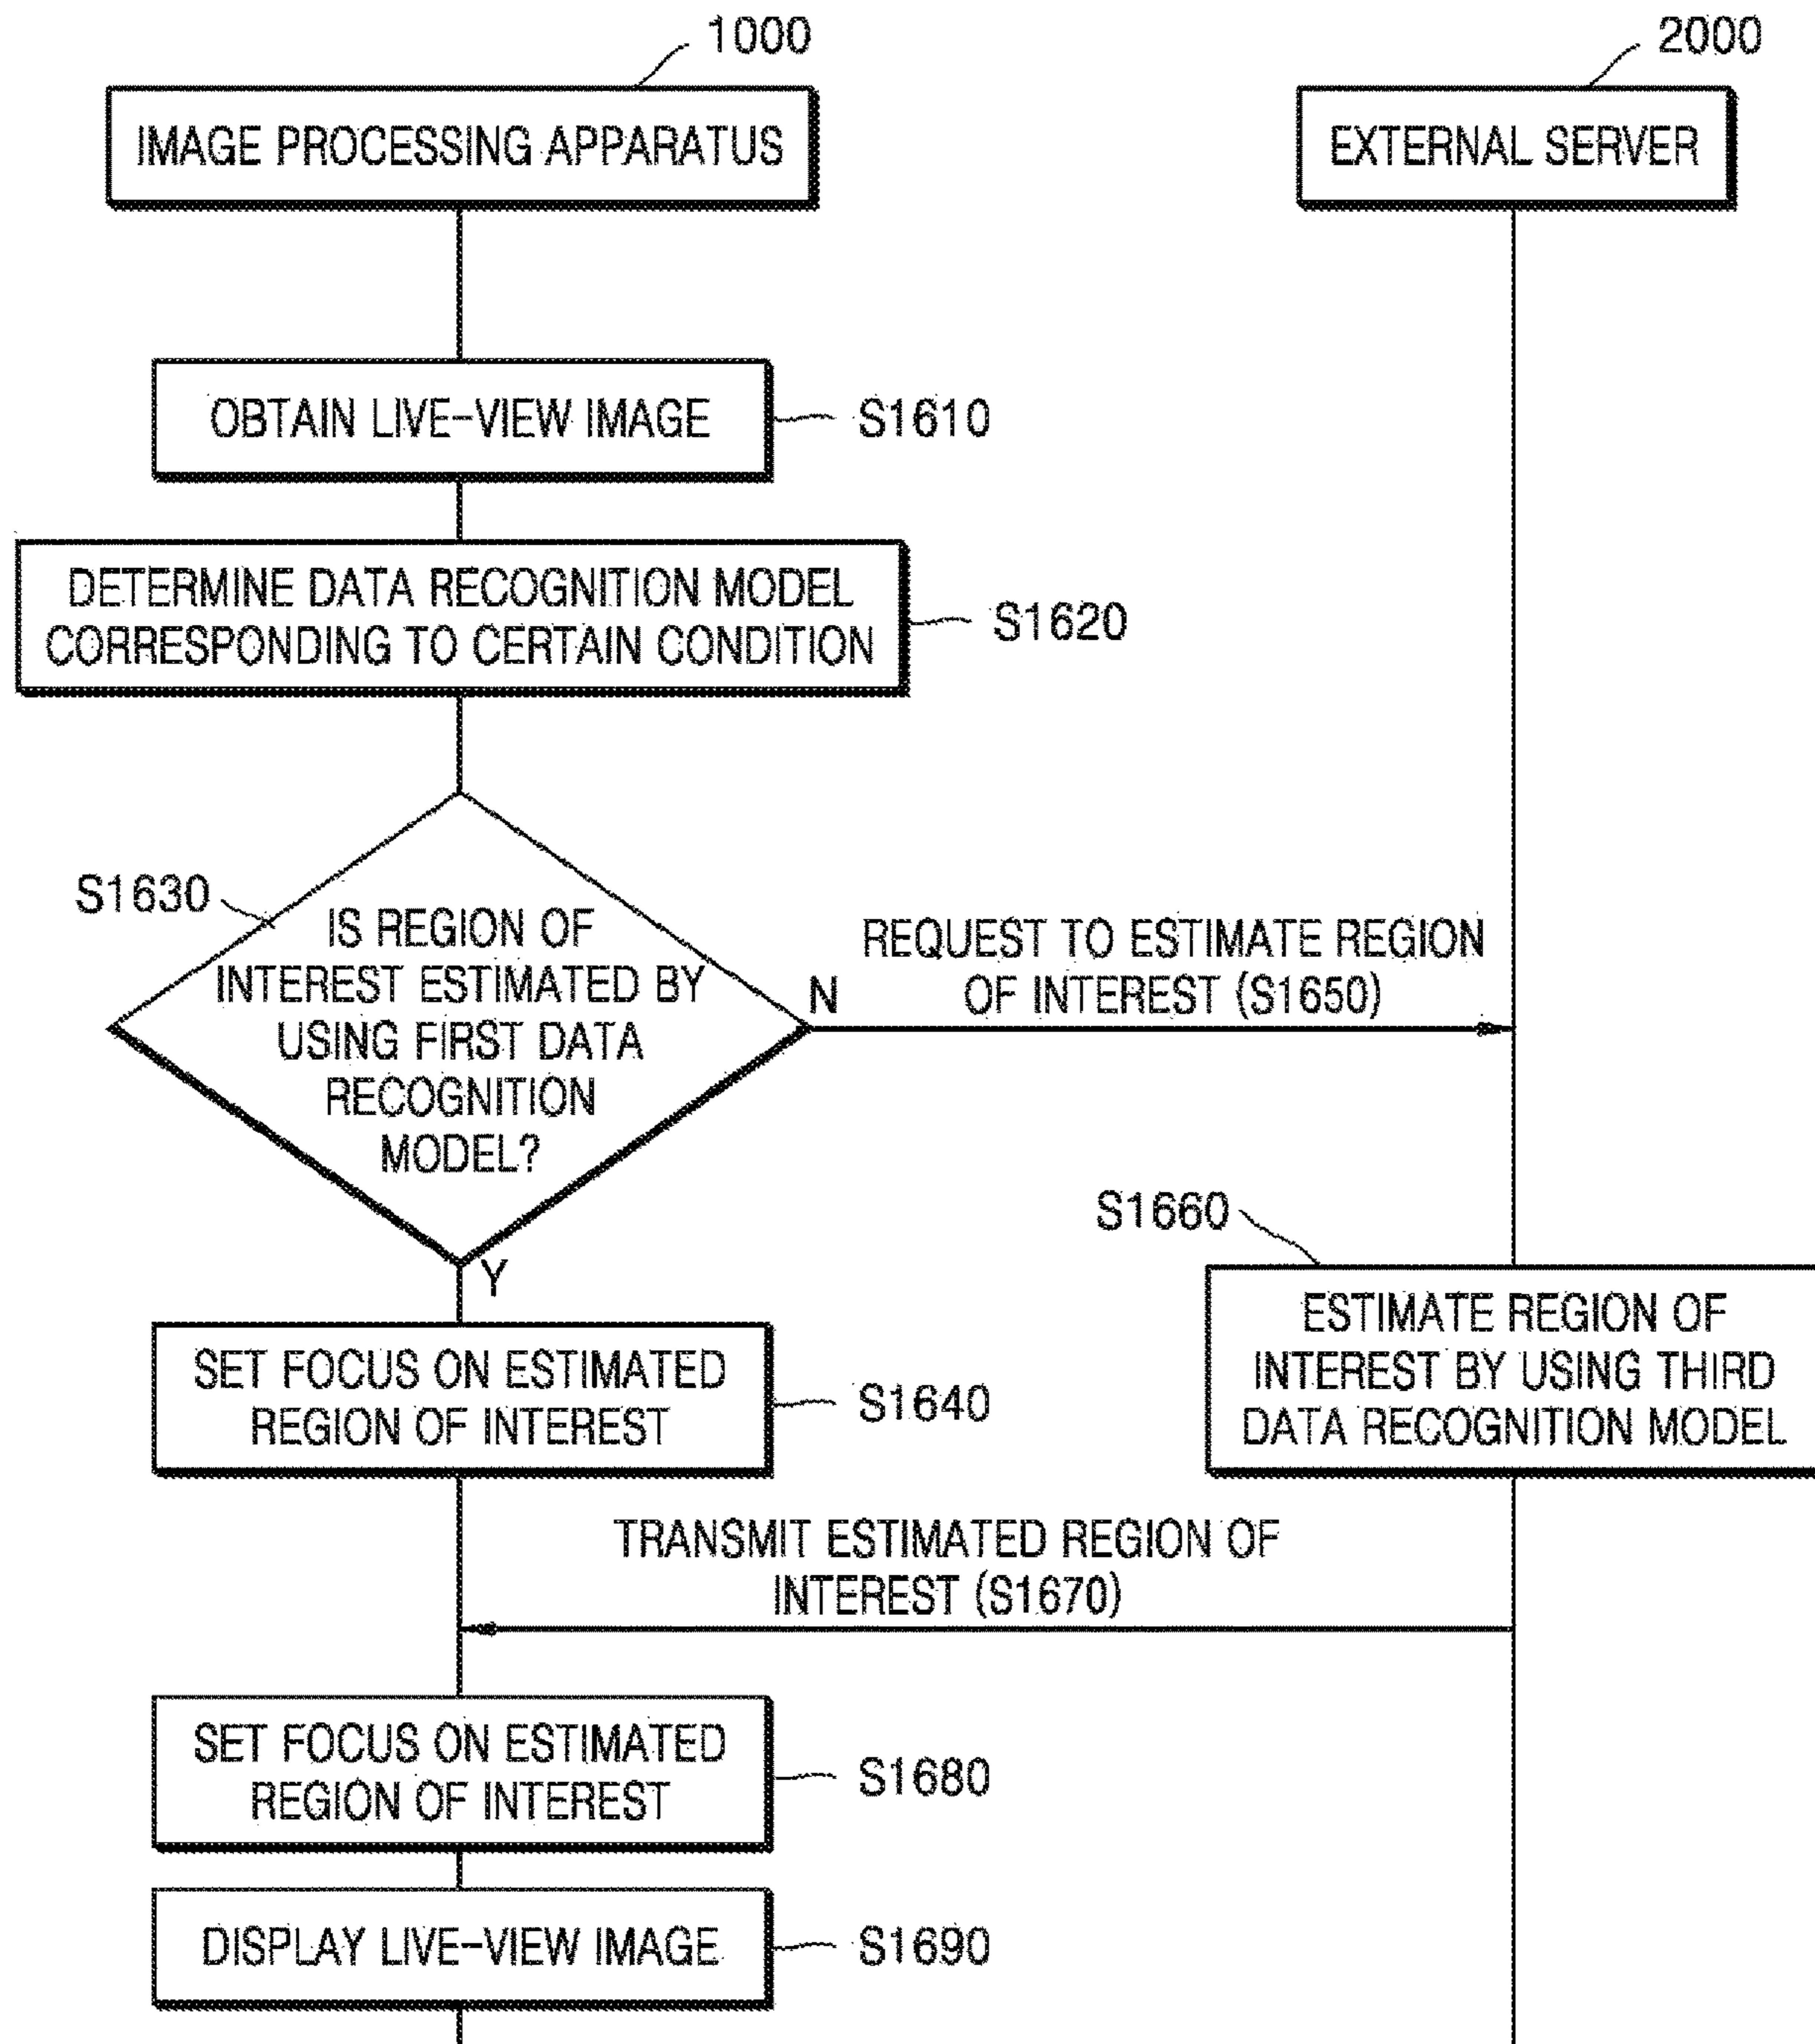 1000
2000
IMAGE PROCESSING APPARATUS
EXTERNAL SERVER
OBTAIN LIVE-VIEW IMAGE
S1610
DETERMINE DATA RECOGNITION MODEL
CORRESPONDING TO CERTAIN CONDITION
S1620
S1630
IS REGION OF
INTEREST ESTIMATED BY
USING FIRST DATA
RECOGNITION
MODEL?
N
REQUEST TO ESTIMATE REGION
OF INTEREST (S1650)
Y
S1660
ESTIMATE REGION OF
INTEREST BY USING THIRD
DATA RECOGNITION MODEL
SET FOCUS ON ESTIMATED
REGION OF INTEREST
S1640
TRANSMIT ESTIMATED REGION OF
INTEREST (S1670)
SET FOCUS ON ESTIMATED
REGION OF INTEREST
S1680
DISPLAY LIVE-VIEW IMAGE
S1690